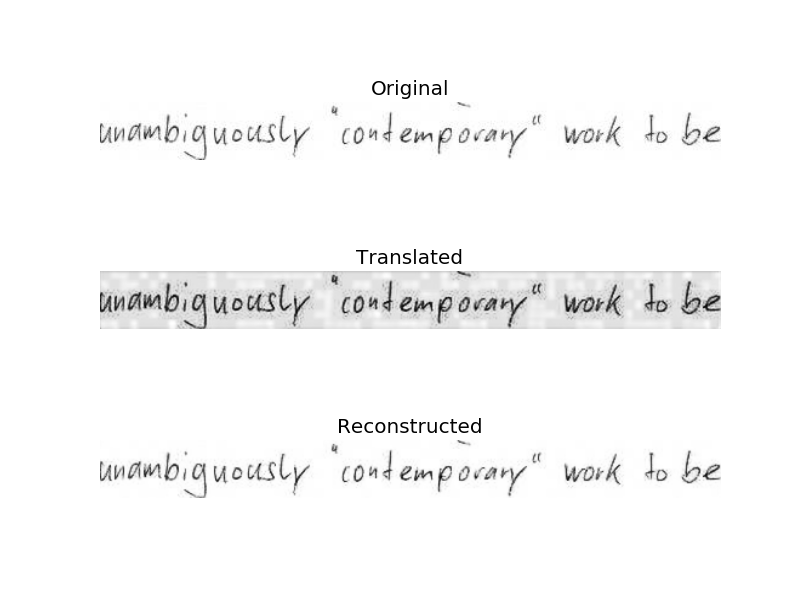 Original
unambiguously "contemporary" work to be
Translated
unambiguously "contemporary" work to be
Reconstructed
unambiguously "contemporary" work to be